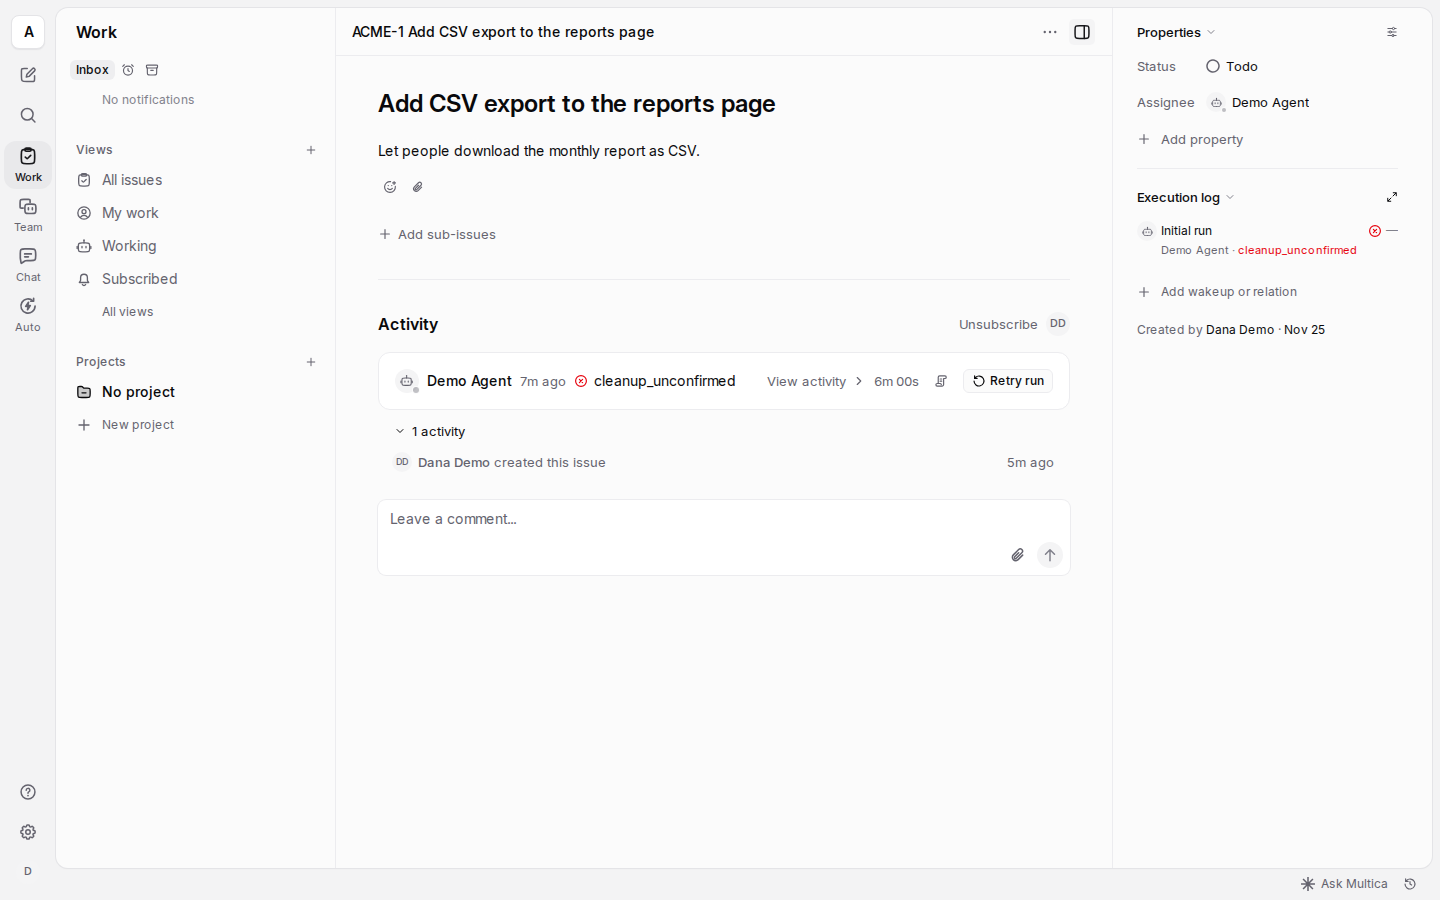 A
Work
Team
Chat
Auto
D
Work
Inbox
No notifications
Views
All issues
My work
Working
Subscribed
All views
Projects
No project
New project
ACME-1 Add CSV export to the reports page
Add CSV export to the reports page
Let people download the monthly report as CSV.
Add sub-issues
Activity
Unsubscribe DD
Demo Agent 7m ago cleanup_unconfirmed View activity 6m 00s Retry run
1 activity
DD Dana Demo created this issue 5m ago
Leave a comment...
Properties
Status Todo
Assignee Demo Agent
Add property
Execution log
Initial run —
Demo Agent · cleanup_unconfirmed
Add wakeup or relation
Created by Dana Demo · Nov 25
Ask Multica